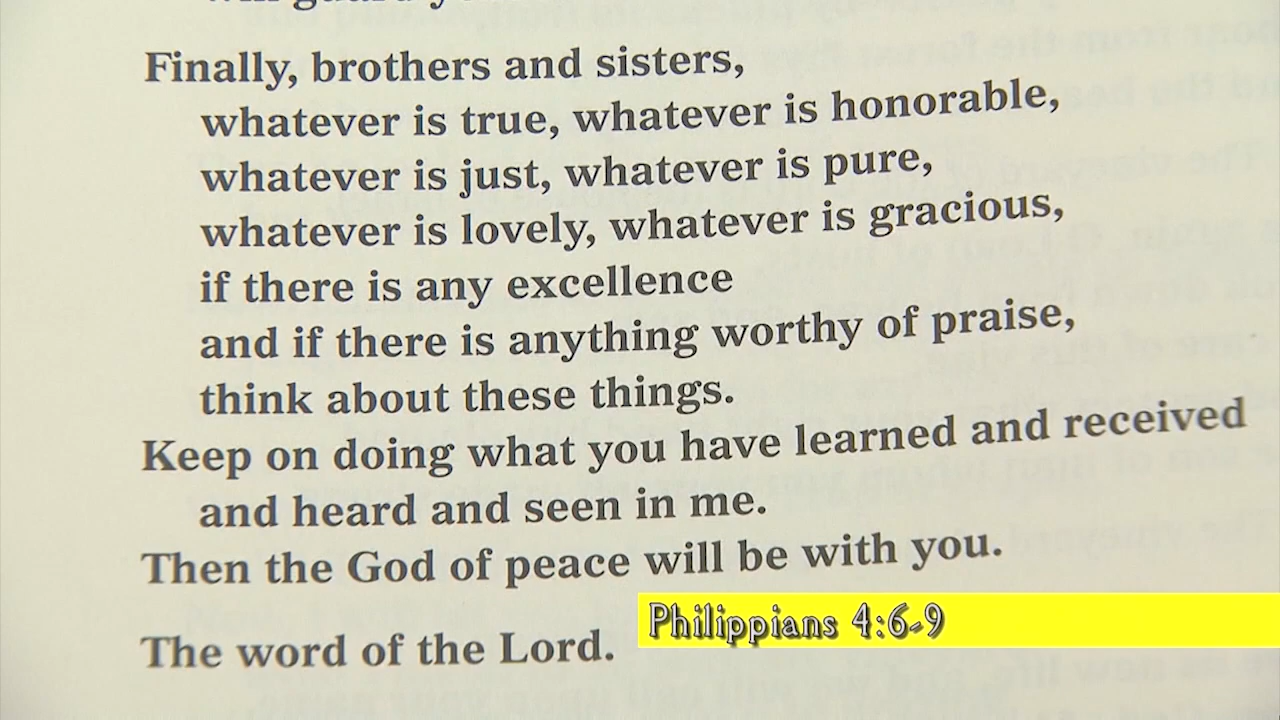 Finally, brothers and sisters,
whatever is true, whatever is honorable,
whatever is just, whatever is pure,
whatever is lovely, whatever is gracious,
if there is any excellence
and if there is anything worthy of praise,
think about these things.
Keep on doing what you have learned and received
and heard and seen in me.
Then the God of peace will be with you.
Philippians 4:6-9
The word of the Lord.